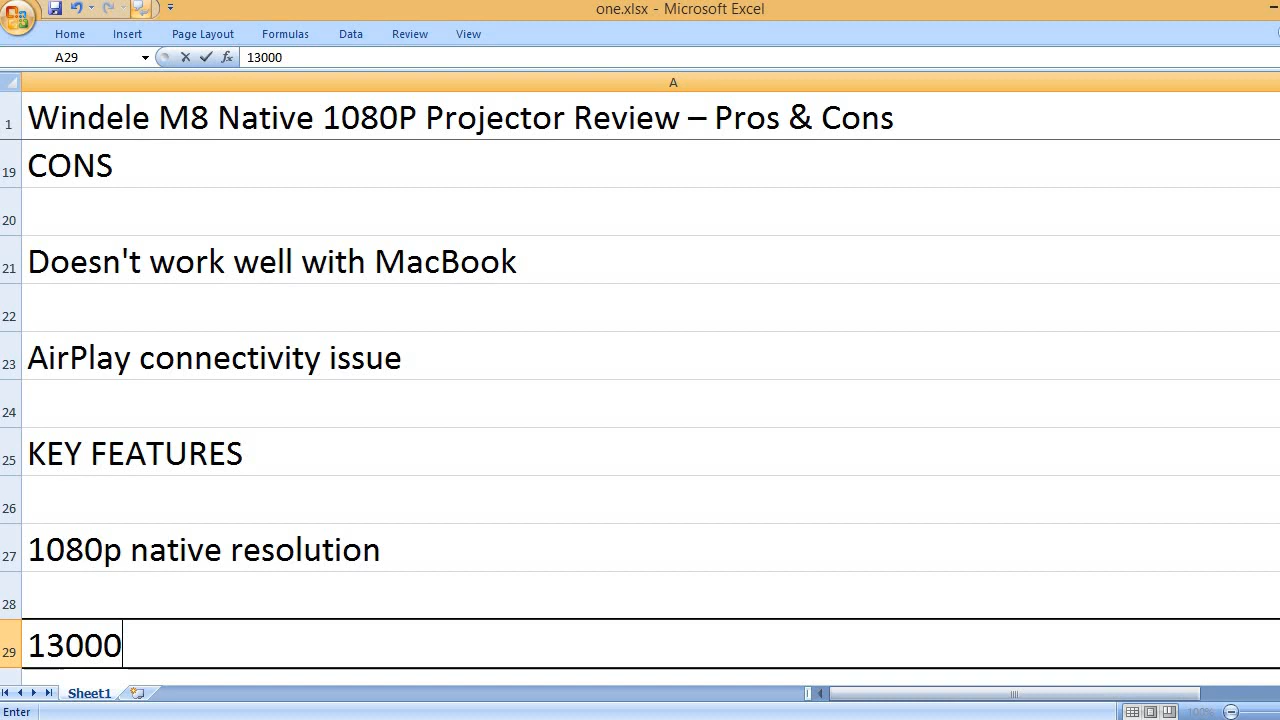 one.xlsx - Microsoft Excel
Home Insert Page Layout Formulas Data Review View
A29 fx 13000
A
1 Windele M8 Native 1080P Projector Review – Pros & Cons
19 CONS
20
21 Doesn't work well with MacBook
22
23 AirPlay connectivity issue
24
25 KEY FEATURES
26
27 1080p native resolution
28
29 13000
Sheet1
Enter 100%